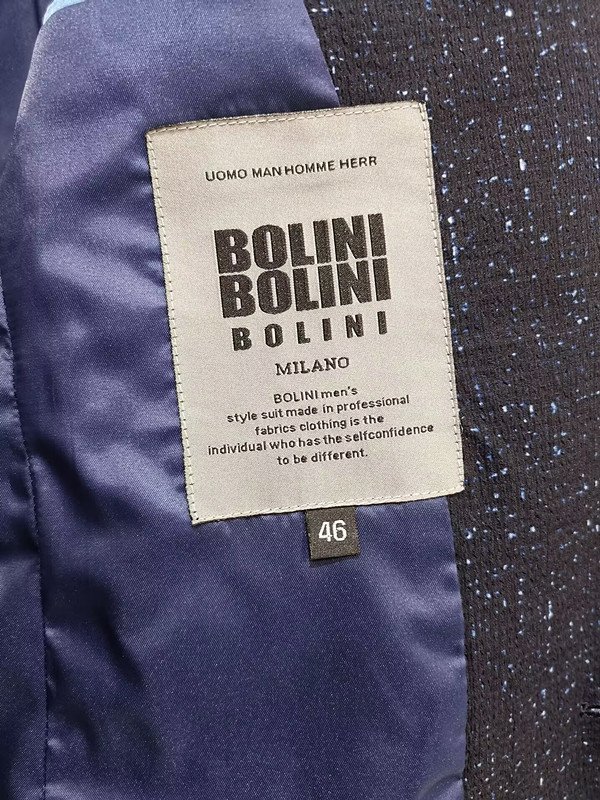 UOMO MAN HOMME HERR
BOLINI
BOLINI
BOLINI
MILANO
BOLINI men's
style suit made in professional
fabrics clothing is the
individual who has the selfconfidence
to be different.
46